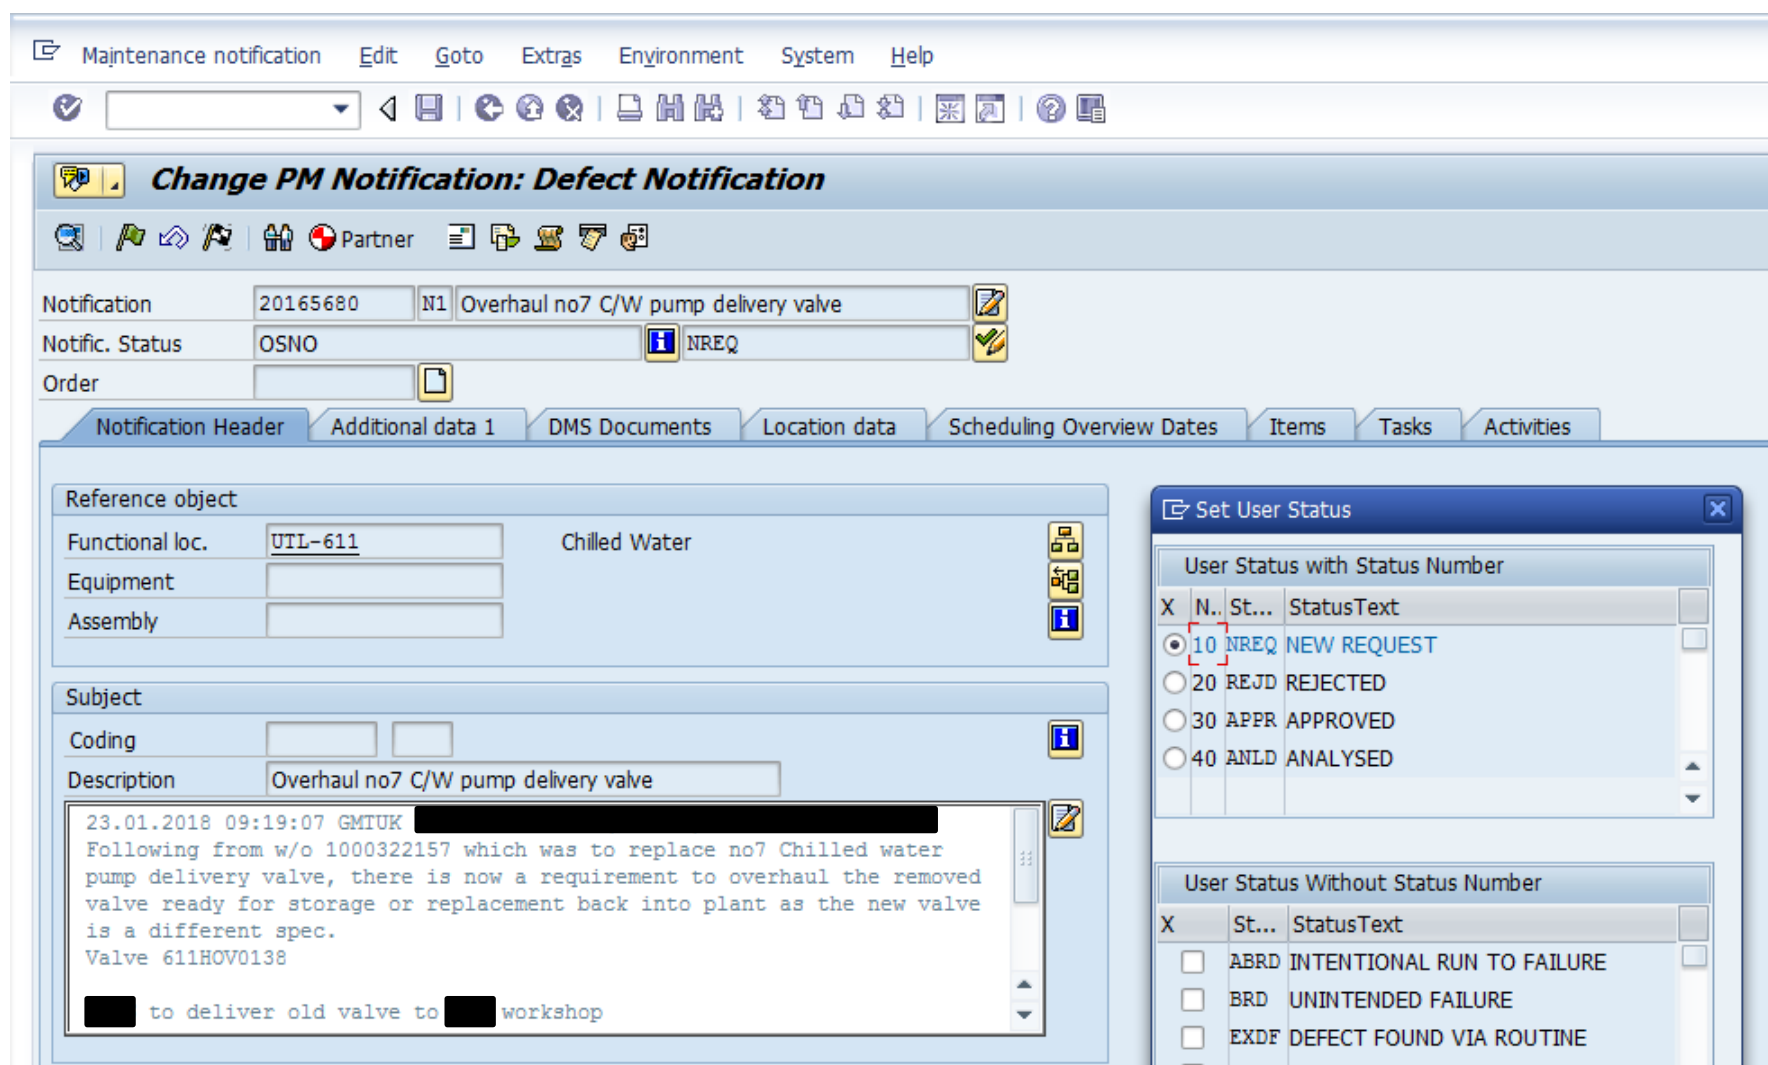 Maintenance notification Edit Goto Extras Environment System Help
Change PM Notification: Defect Notification
Partner
Notification 20165680 N1 Overhaul no7 C/W pump delivery valve
Notific. Status OSNO NREQ
Order
Notification Header Additional data 1 DMS Documents Location data Scheduling Overview Dates Items Tasks Activities
Reference object
Functional loc. UTL-611 Chilled Water
Equipment
Assembly
Subject
Coding
Description Overhaul no7 C/W pump delivery valve
23.01.2018 09:19:07 GMTUK
Following from w/o 1000322157 which was to replace no7 Chilled water
pump delivery valve, there is now a requirement to overhaul the removed
valve ready for storage or replacement back into plant as the new valve
is a different spec.
Valve 611HOV0138
to deliver old valve to workshop
Set User Status
User Status with Status Number
X N.. St... StatusText
10 NREQ NEW REQUEST
20 REJD REJECTED
30 APPR APPROVED
40 ANLD ANALYSED
User Status Without Status Number
X St... StatusText
ABRD INTENTIONAL RUN TO FAILURE
BRD UNINTENDED FAILURE
EXDF DEFECT FOUND VIA ROUTINE